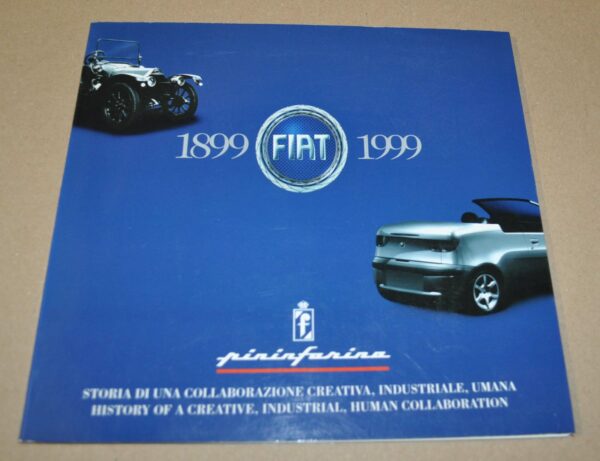 1899 FIAT 1999
f
pininfarina
STORIA DI UNA COLLABORAZIONE CREATIVA, INDUSTRIALE, UMANA
HISTORY OF A CREATIVE, INDUSTRIAL, HUMAN COLLABORATION